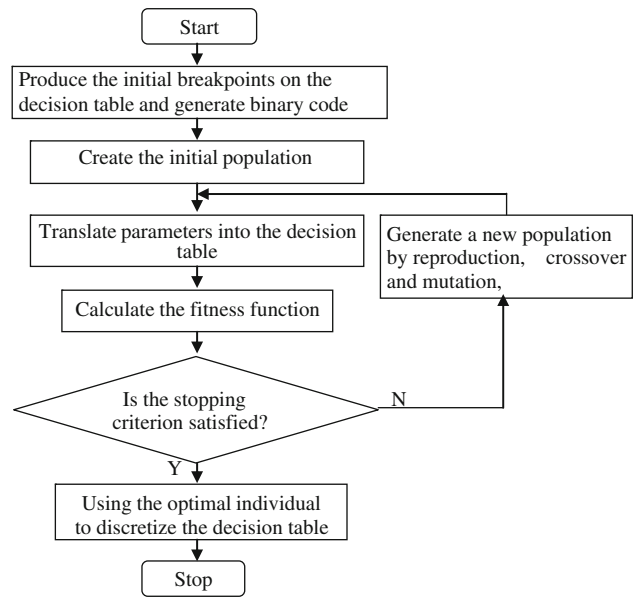 Start
Produce the initial breakpoints on the
decision table and generate binary code
Create the initial population
Translate parameters into the decision
table
Generate a new population
by reproduction, crossover
and mutation,
Calculate the fitness function
Is the stopping
criterion satisfied?
N
Y
Using the optimal individual
to discretize the decision table
Stop